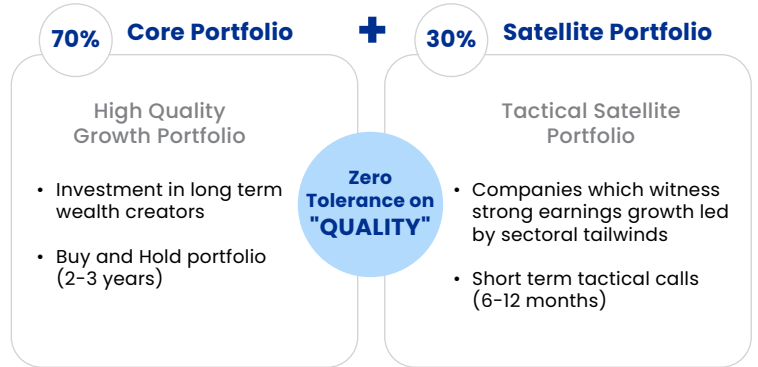 70% Core Portfolio
High Quality
Growth Portfolio
• Investment in long term
wealth creators
• Buy and Hold portfolio
(2-3 years)
+
Zero
Tolerance on
"QUALITY"
30% Satellite Portfolio
Tactical Satellite
Portfolio
• Companies which witness
strong earnings growth led
by sectoral tailwinds
• Short term tactical calls
(6-12 months)